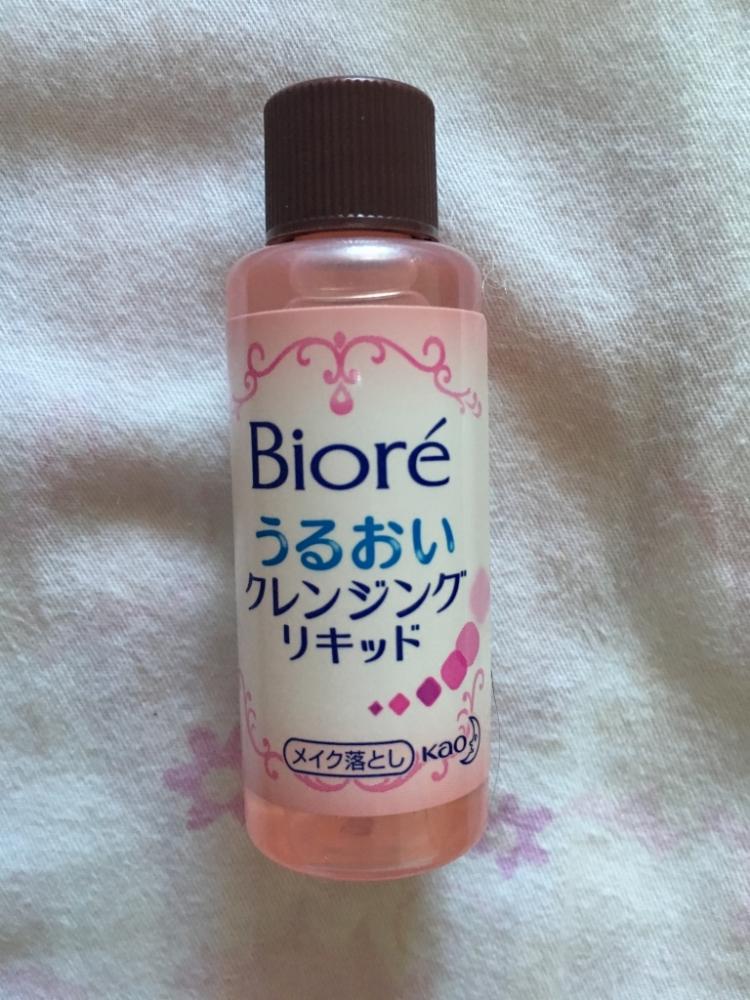 Bioré
うるおい
クレンジング
リキッド
メイク落とし Kao